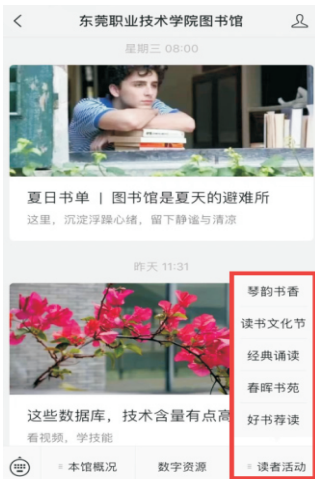 东莞职业技术学院图书馆
星期三 08:00
夏日书单 | 图书馆是夏天的避难所
这里，沉淀浮躁心绪，留下静谧与清凉
昨天 11:31
这些数据库，技术含量有点高
看视频，学技能
琴韵书香
读书文化节
经典诵读
春晖书苑
好书荐读
本馆概况
数字资源
读者活动